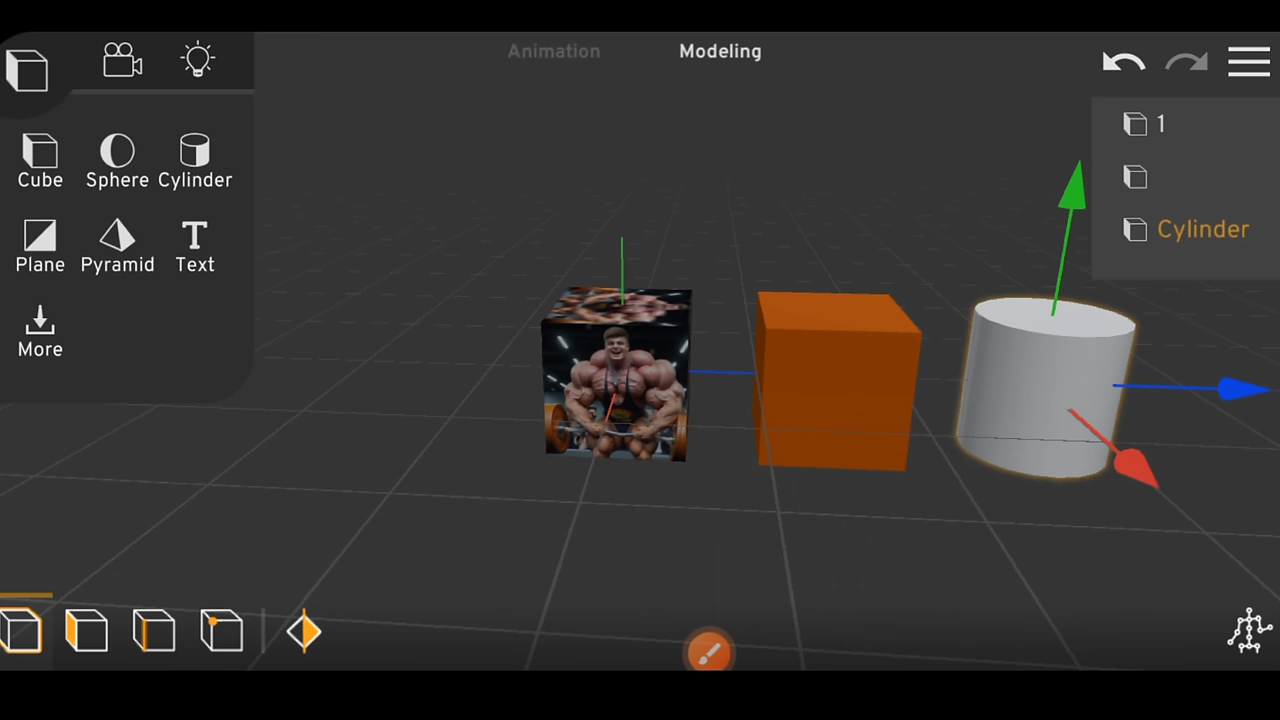 Animation Modeling
Cube Sphere Cylinder
Plane Pyramid Text
More
1
Cylinder